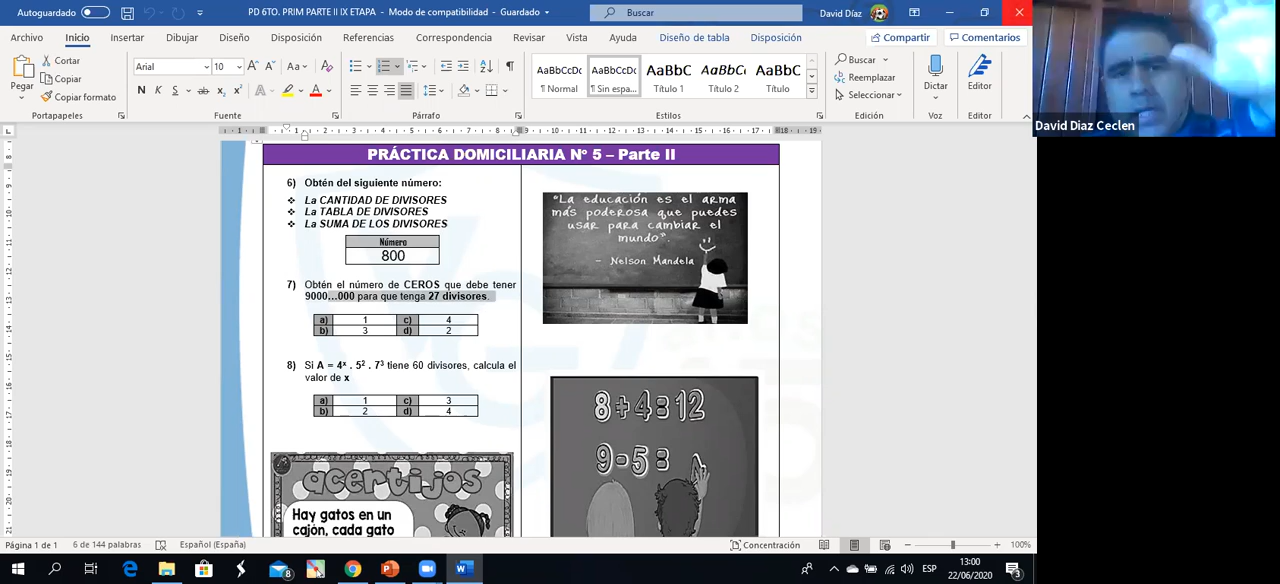 Autoguardado
PD 6TO. PRIM PARTE II IX ETAPA - Modo de compatibilidad - Guardado
Buscar
David Díaz
Archivo Inicio Insertar Dibujar Diseño Disposición Referencias Correspondencia Revisar Vista Ayuda Diseño de tabla Disposición Compartir Comentarios
Pegar
Cortar
Copiar
Copiar formato
Portapapeles
Arial 10
N K S ab x₂ x²
Fuente
Párrafo
AaBbCcDc AaBbCcDc AaBbC AaBbCc AaBbC
¶ Normal ¶ Sin espa... Título 1 Título 2 Título
Estilos
Buscar
Reemplazar
Seleccionar
Edición
Dictar
Voz
Editor
Editor
David Diaz Ceclen
PRÁCTICA DOMICILIARIA Nº 5 – Parte II
6) Obtén del siguiente número:
❖ La CANTIDAD DE DIVISORES
❖ La TABLA DE DIVISORES
❖ La SUMA DE LOS DIVISORES
Número
800
7) Obtén el número de CEROS que debe tener
9000...000 para que tenga 27 divisores.
a) 1 c) 4
b) 3 d) 2
8) Si A = 4ˣ . 5² . 7³ tiene 60 divisores, calcula el
valor de x
a) 1 c) 3
b) 2 d) 4
acertijos
Hay gatos en un
cajón, cada gato
"La educación es el arma
más poderosa que puedes
usar para cambiar el
mundo".
- Nelson Mandela
8+4=12
9-5=
Página 1 de 1 6 de 144 palabras Español (España) Concentración 100%
8
ESP
13:00
22/06/2020
3